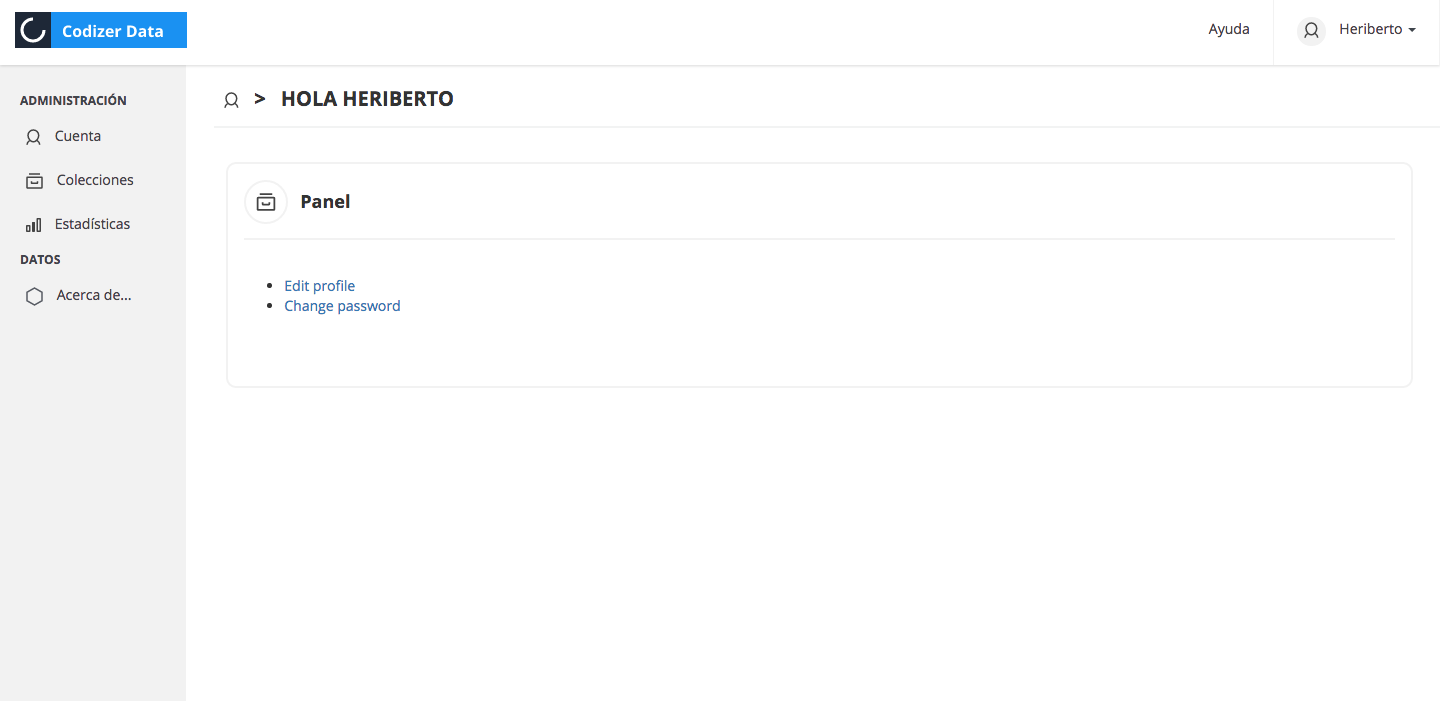 Codizer Data
Ayuda
Heriberto
ADMINISTRACIÓN
Cuenta
Colecciones
Estadísticas
DATOS
Acerca de...
> HOLA HERIBERTO
Panel
Edit profile
Change password